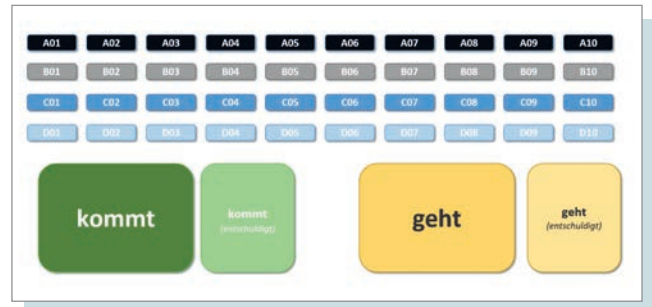 A01 A02 A03 A04 A05 A06 A07 A08 A09 A10
B01 B02 B03 B04 B05 B06 B07 B08 B09 B10
C01 C02 C03 C04 C05 C06 C07 C08 C09 C10
D01 D02 D03 D04 D05 D06 D07 D08 D09 D10
kommt
kommt
(entschuldigt)
geht
geht
(entschuldigt)